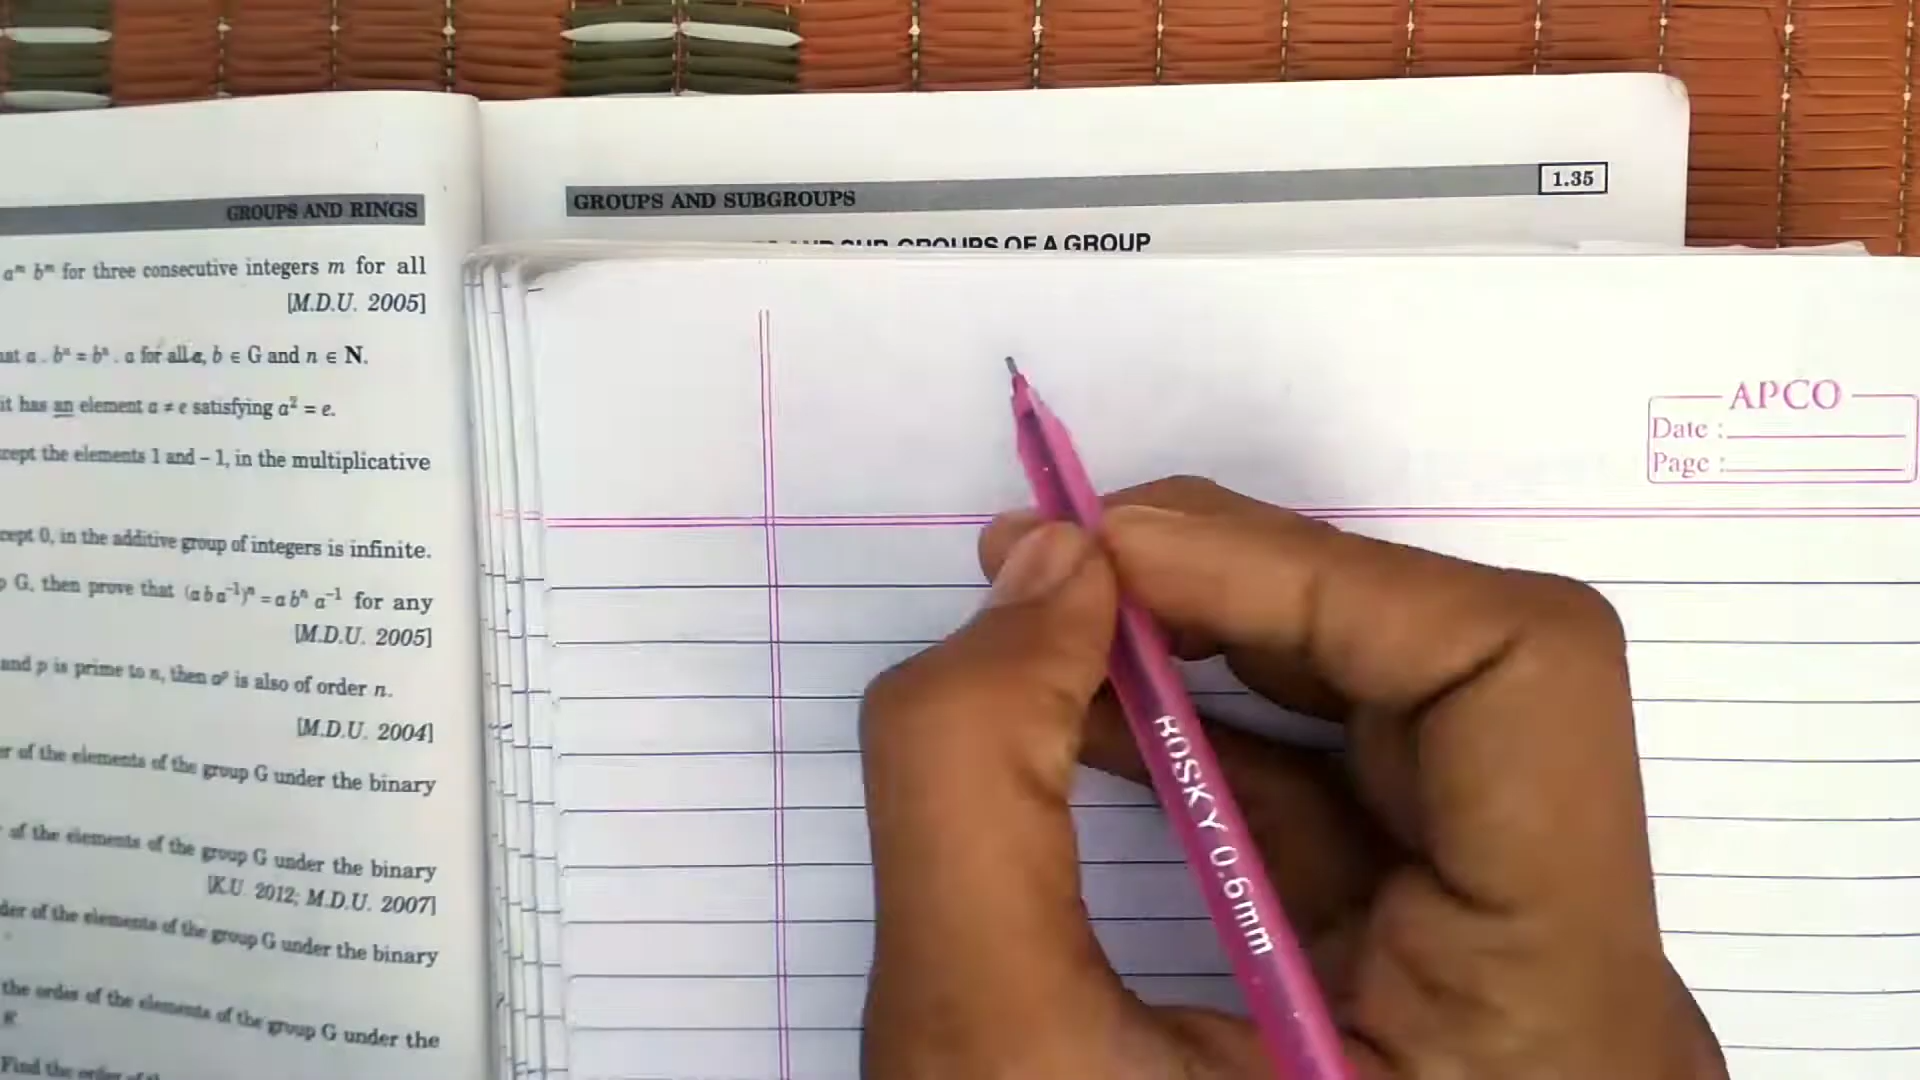 GROUPS AND RINGS
aᵐ bᵐ for three consecutive integers m for all
[M.D.U. 2005]
a . bⁿ = bⁿ . a for all a, b ∈ G and n ∈ N.
it has an element a ≠ e satisfying a² = e.
the elements 1 and – 1, in the multiplicative
0, in the additive group of integers is infinite.
G, then prove that (a b a⁻¹)ⁿ = a bⁿ a⁻¹ for any
[M.D.U. 2005]
and p is prime to n, then aᵖ is also of order n.
[M.D.U. 2004]
of the elements of the group G under the binary
of the elements of the group G under the binary
[K.U. 2012; M.D.U. 2007]
of the elements of the group G under the binary
the order of the elements of the group G under the
Find the order of
GROUPS AND SUBGROUPS
1.35
OF A GROUP
APCO
Date :
Page :
ROSKY 0.6mm